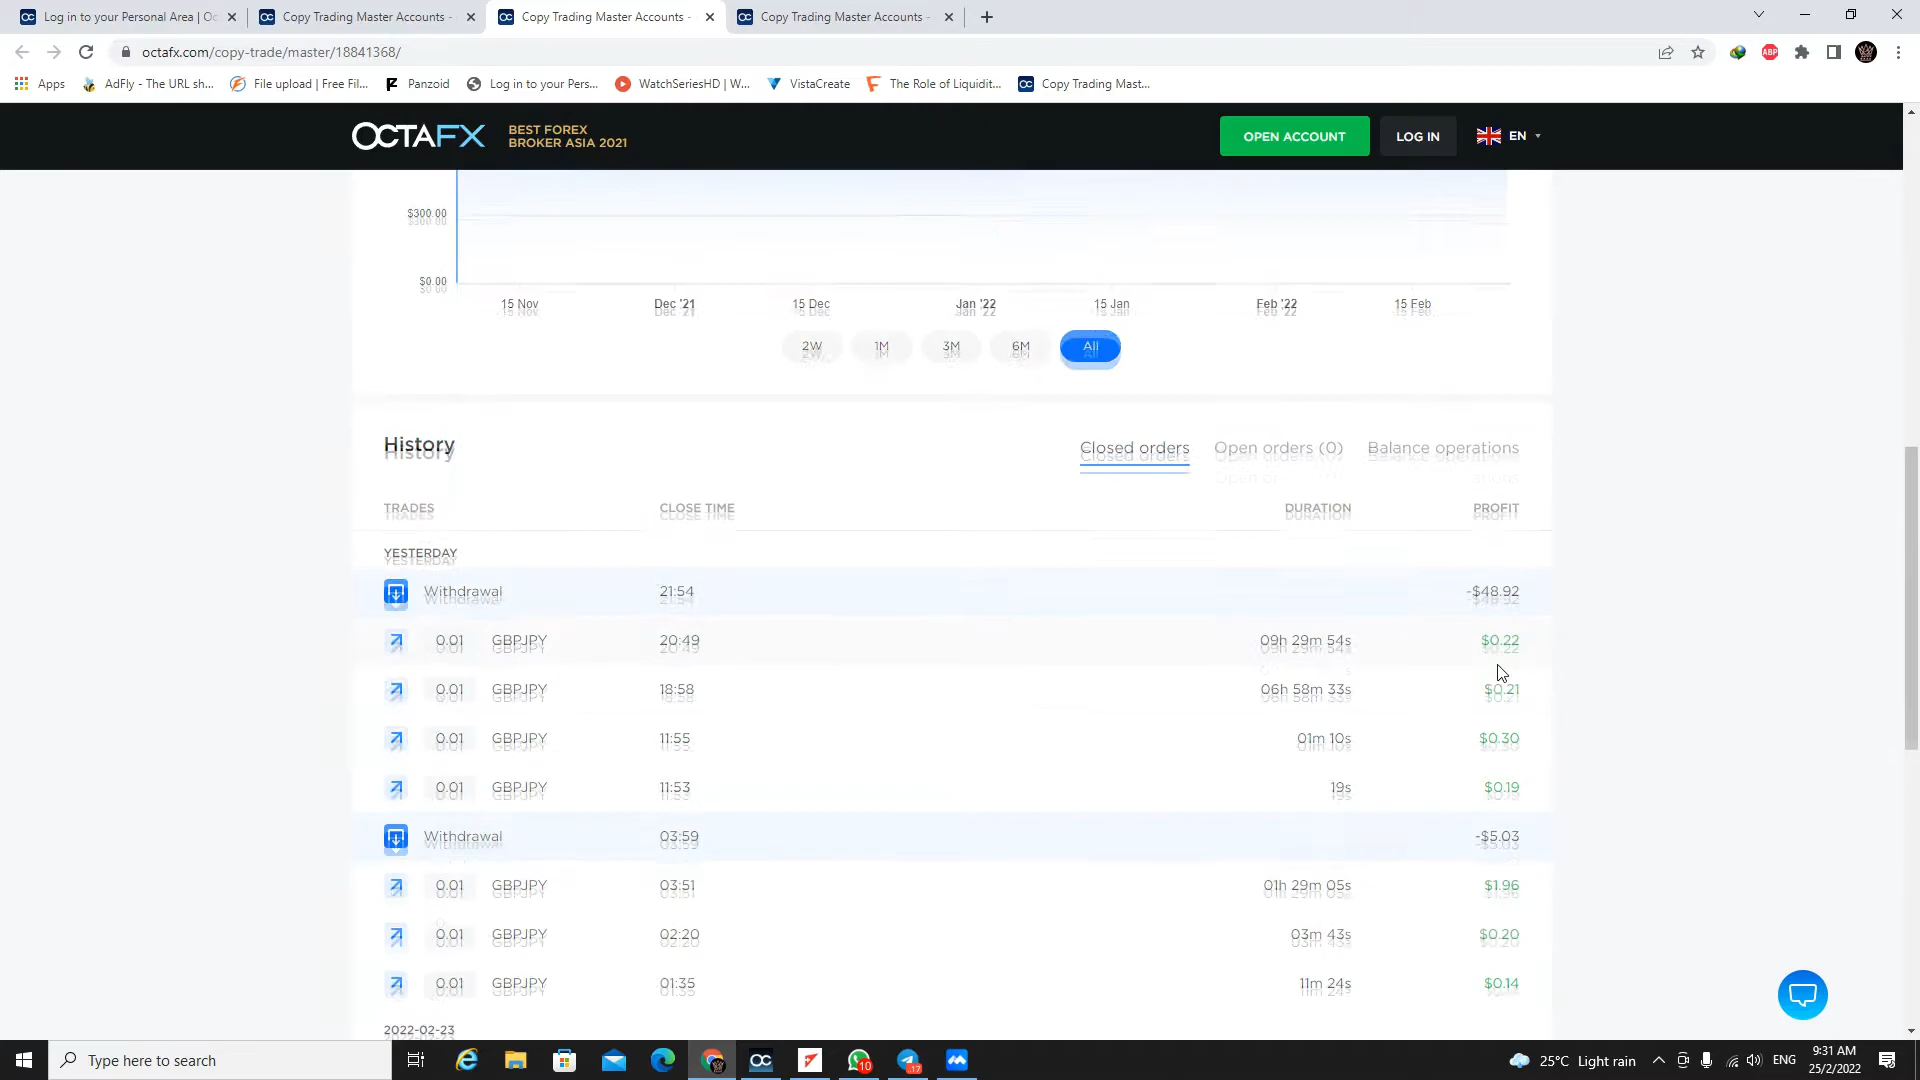 Log in to your Personal Area | Oc
Copy Trading Master Accounts -
Copy Trading Master Accounts -
Copy Trading Master Accounts -
octafx.com/copy-trade/master/18841368/
ABP
Apps
AdFly - The URL sh...
File upload | Free Fil...
Panzoid
Log in to your Pers...
WatchSeriesHD | W...
VistaCreate
The Role of Liquidit...
Copy Trading Mast...
OCTAFX
BEST FOREX
BROKER ASIA 2021
OPEN ACCOUNT
LOG IN
EN
$300.00
$0.00
15 Nov
Dec '21
15 Dec
Jan '22
15 Jan
Feb '22
15 Feb
2W
1M
3M
6M
All
History
Closed orders
Open orders (0)
Balance operations
TRADES
CLOSE TIME
DURATION
PROFIT
YESTERDAY
Withdrawal 21:54 -$48.92
0.01 GBPJPY 20:49 09h 29m 54s $0.22
0.01 GBPJPY 18:58 06h 58m 33s $0.21
0.01 GBPJPY 11:55 01m 10s $0.30
0.01 GBPJPY 11:53 19s $0.19
Withdrawal 03:59 -$5.03
0.01 GBPJPY 03:51 01h 29m 05s $1.96
0.01 GBPJPY 02:20 03m 43s $0.20
0.01 GBPJPY 01:35 11m 24s $0.14
2022-02-23
Type here to search
10
17
25°C Light rain
ENG
9:31 AM
25/2/2022